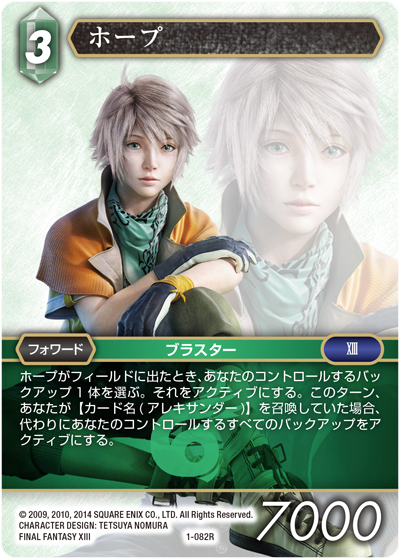 3
ホープ
フォワード
ブラスター
XIII
ホープがフィールドに出たとき、あなたのコントロールするバッ
クアップ1体を選ぶ。それをアクティブにする。このターン、
あなたが【カード名(アレキサンダー)】を召喚していた場合、
代わりにあなたのコントロールするすべてのバックアップをア
クティブにする。
© 2009, 2010, 2014 SQUARE ENIX CO., LTD. All Rights Reserved.
CHARACTER DESIGN: TETSUYA NOMURA
FINAL FANTASY XIII
1-082R
7000